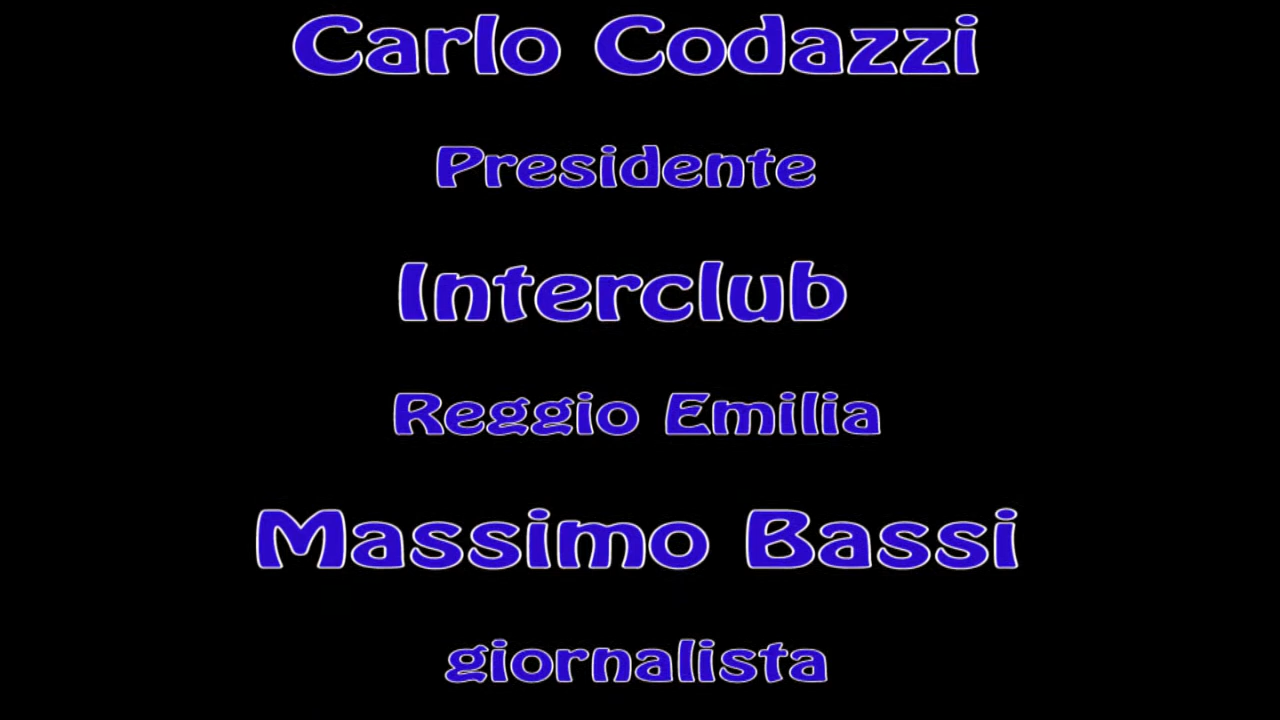 Carlo Codazzi
Presidente
Interclub
Reggio Emilia
Massimo Bassi
giornalista